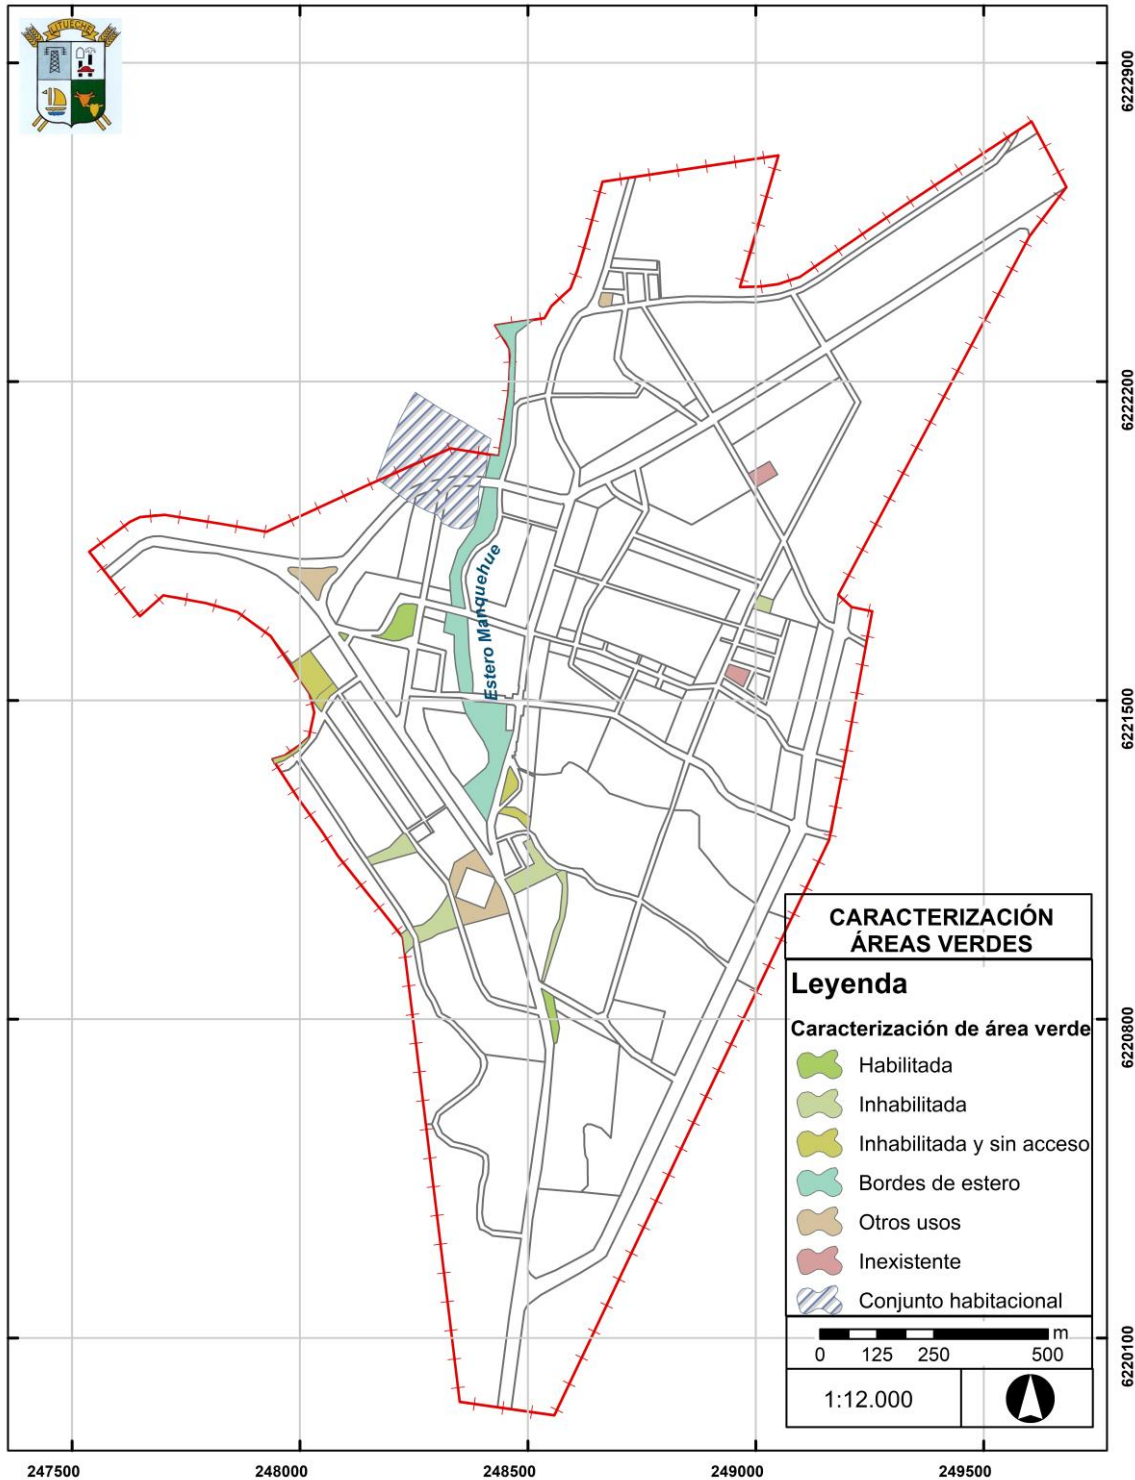 LITUECHE
6222900
6222200
Estero Manquehue
6221500
CARACTERIZACIÓN
ÁREAS VERDES
Leyenda
Caracterización de área verde
Habilitada
Inhabilitada
Inhabilitada y sin acceso
Bordes de estero
Otros usos
Inexistente
Conjunto habitacional
6220800
m
0 125 250 500
6220100
1:12.000
247500 248000 248500 249000 249500